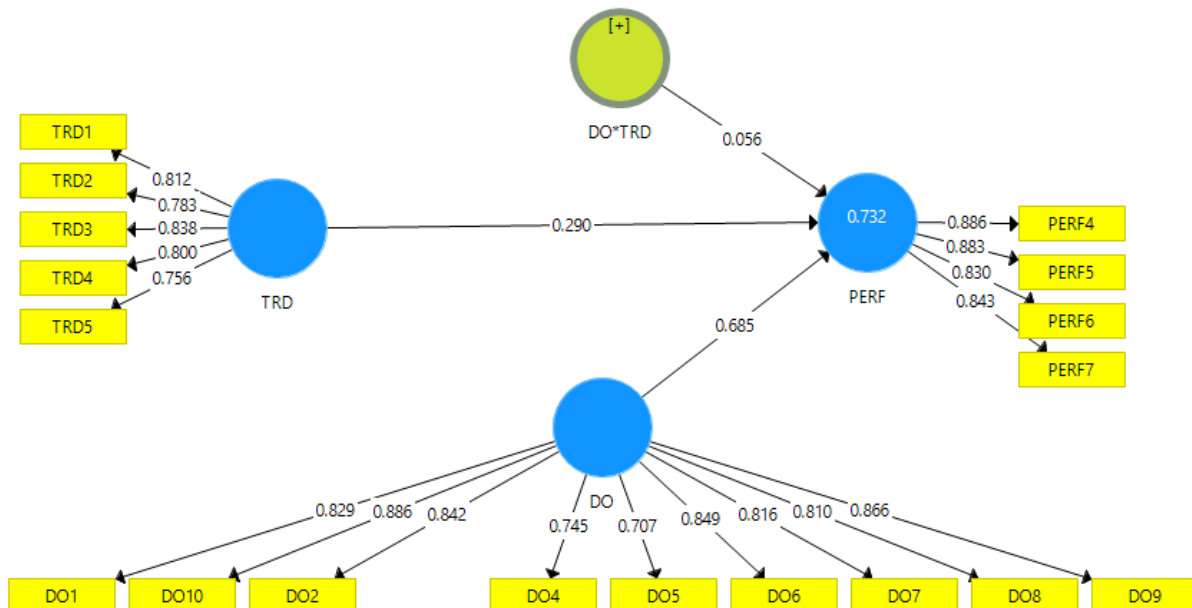 [+]
DO*TRD
0.056
TRD1
TRD2
TRD3
TRD4
TRD5
0.812
0.783
0.838
0.800
0.756
TRD
0.290
0.732
PERF
0.886
0.883
0.830
0.843
PERF4
PERF5
PERF6
PERF7
0.685
DO
0.829
0.886
0.842
0.745
0.707
0.849
0.816
0.810
0.866
DO1
DO10
DO2
DO4
DO5
DO6
DO7
DO8
DO9